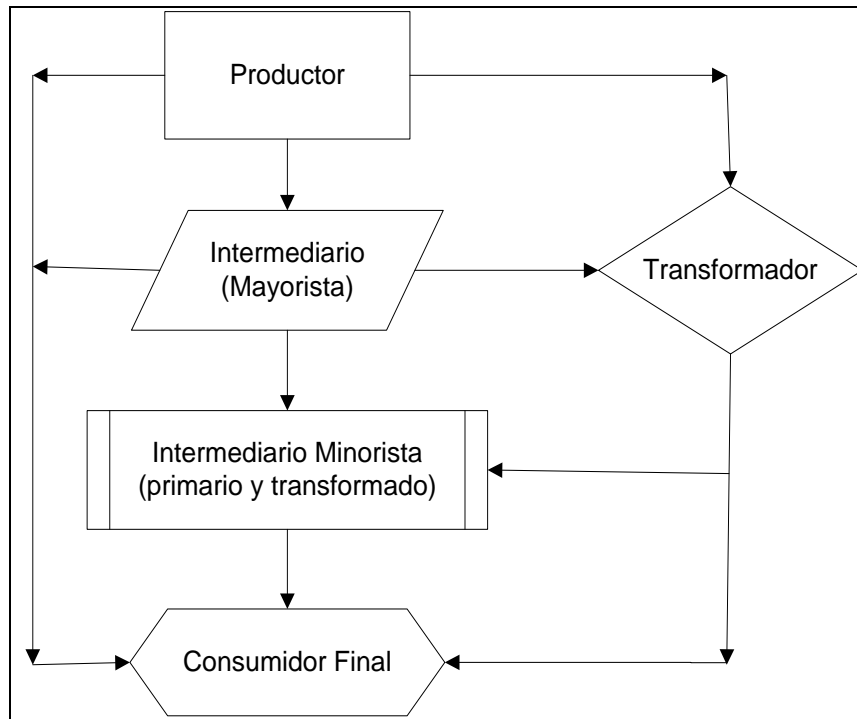 Productor
Intermediario
(Mayorista)
Transformador
Intermediario Minorista
(primario y transformado)
Consumidor Final